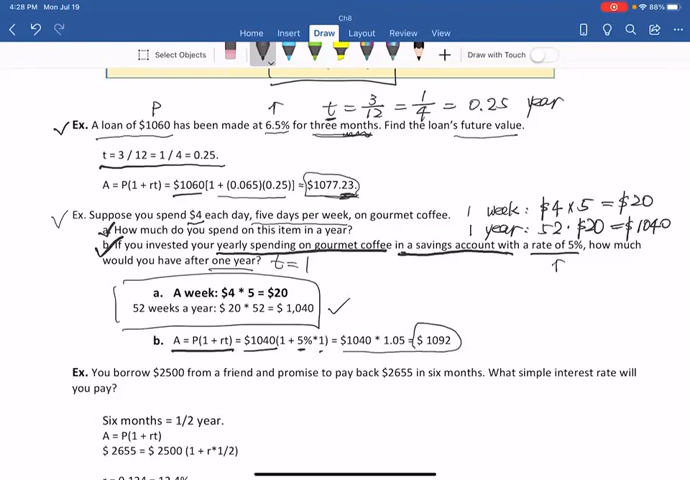 4:28 PM Mon Jul 19
Ch8
88%
Home Insert Draw Layout Review View
Select Objects
Draw with Touch
P r t = 3/12 = 1/4 = 0.25 year
Ex. A loan of $1060 has been made at 6.5% for three months. Find the loan's future value.
t = 3 / 12 = 1 / 4 = 0.25.
A = P(1 + rt) = $1060[1 + (0.065)(0.25)] ≈ $1077.23.
1 week: $4 × 5 = $20
Ex. Suppose you spend $4 each day, five days per week, on gourmet coffee.
1 year: 52 · $20 = $1040
a. How much do you spend on this item in a year?
b. If you invested your yearly spending on gourmet coffee in a savings account with a rate of 5%, how much
would you have after one year? t = 1 r
a. A week: $4 * 5 = $20
52 weeks a year: $ 20 * 52 = $ 1,040
b. A = P(1 + rt) = $1040(1 + 5%*1) = $1040 * 1.05 = $ 1092
Ex. You borrow $2500 from a friend and promise to pay back $2655 in six months. What simple interest rate will
you pay?
Six months = 1/2 year.
A = P(1 + rt)
$ 2655 = $ 2500 (1 + r*1/2)
r = 0.124 = 12.4%